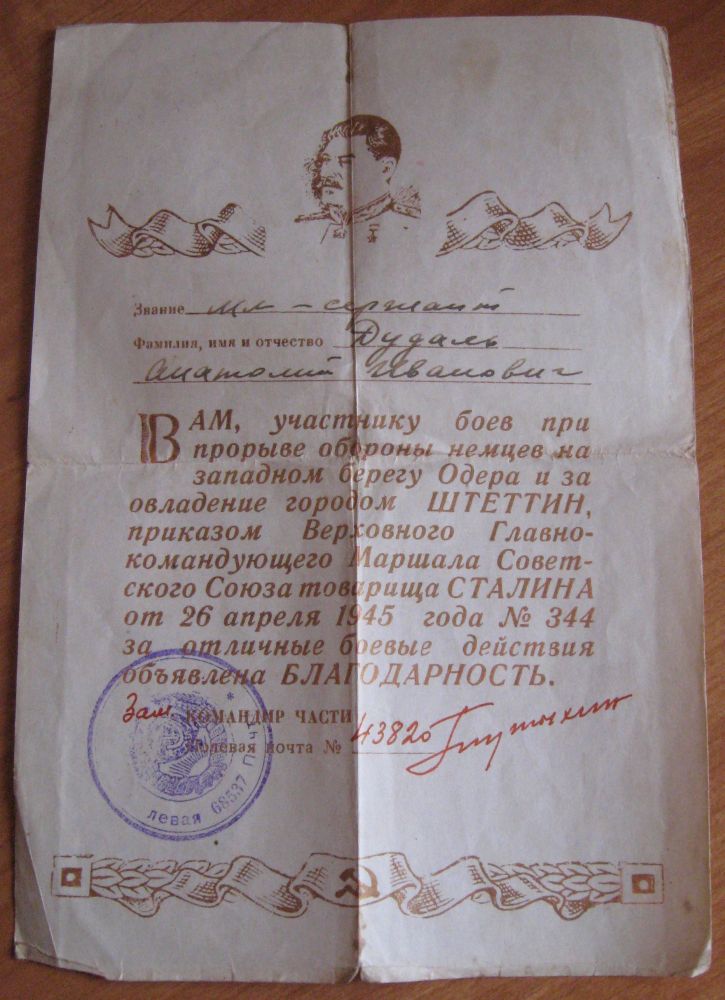 Звание мл-сержант
Фамилия, имя и отчество Дудаль
Анатолий Иванович
ВАМ, участнику боев при
прорыве обороны немцев на
западном берегу Одера и за
овладение городом ШТЕТТИН,
приказом Верховного Главно-
командующего Маршала Совет-
ского Союза товарища СТАЛИНА
от 26 апреля 1945 года № 344
за отличные боевые действия
объявлена БЛАГОДАРНОСТЬ.
Зам. КОМАНДИР ЧАСТИ
Полевая почта № 43820
левая 68537